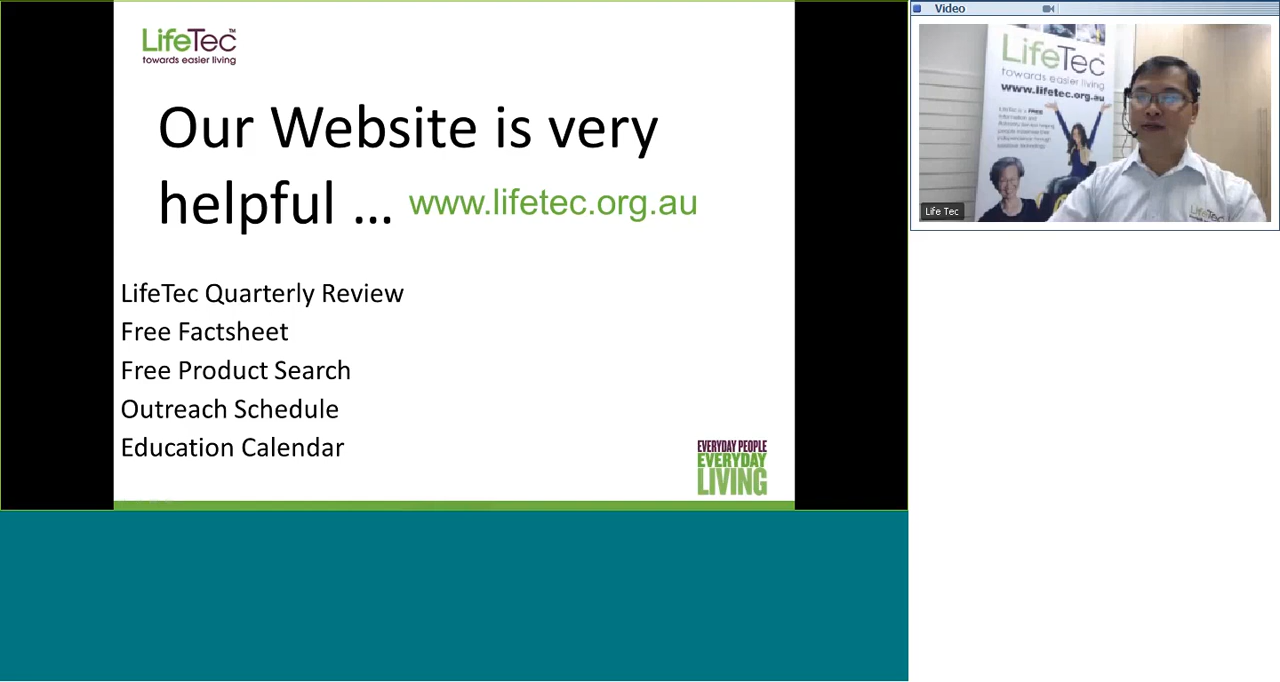 LifeTec™
towards easier living
Our Website is very
helpful ... www.lifetec.org.au
LifeTec Quarterly Review
Free Factsheet
Free Product Search
Outreach Schedule
Education Calendar
EVERYDAY PEOPLE
EVERYDAY
LIVING
Video
LifeTec
towards easier living
www.lifetec.org.au
Life Tec
LifeTec